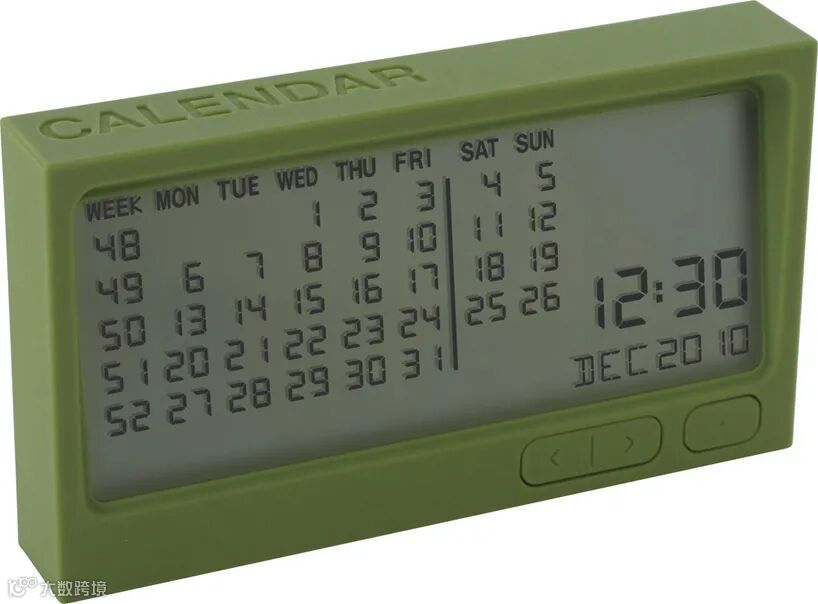 CALENDAR
WEEK MON TUE WED THU FRI SAT SUN
48 1 2 3 4 5
49 6 7 8 9 10 11 12
50 13 14 15 16 17 18 19
51 20 21 22 23 24 25 26
52 27 28 29 30 31
12:30
DEC 20 10
< | >
大数跨境